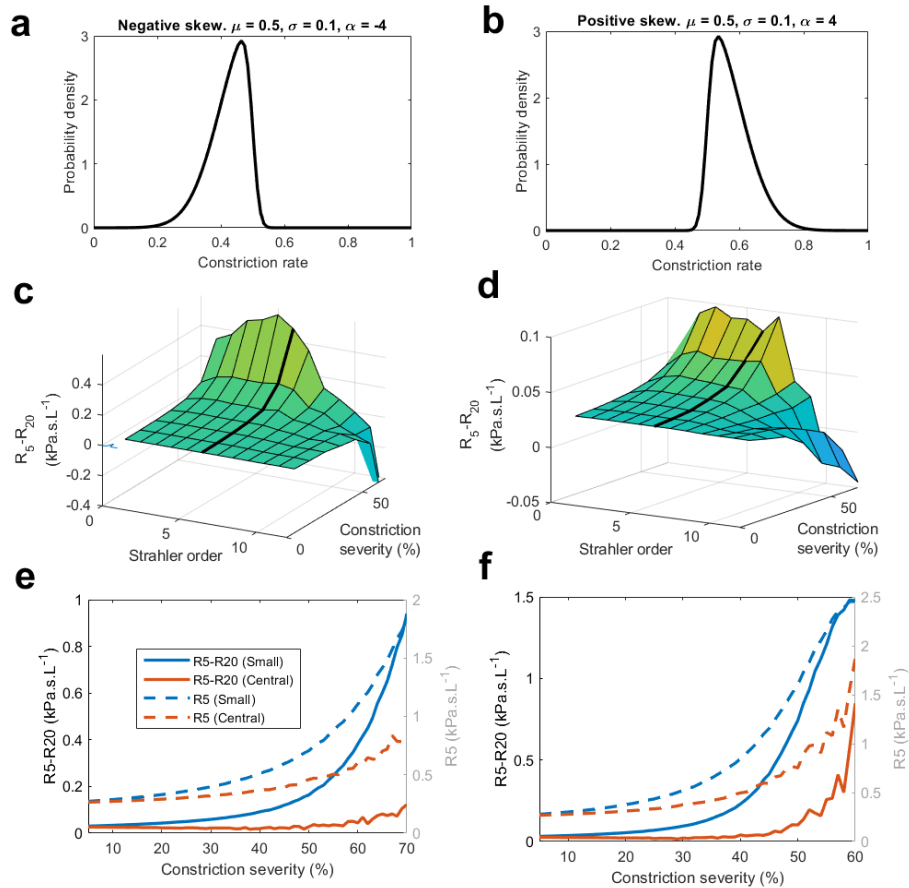 a
Negative skew. μ = 0.5, σ = 0.1, α = -4
3
2
1
0
Probability density
0
0.2
0.4
0.6
0.8
1
Constriction rate
b
Positive skew. μ = 0.5, σ = 0.1, α = 4
3
2
1
0
Probability density
0
0.2
0.4
0.6
0.8
1
Constriction rate
c
0.4
0.2
0
-0.2
-0.4
R5-R20
(kPa.s.L-1)
0
5
10
Strahler order
0
50
Constriction
severity (%)
d
0.1
0.05
0
-0.05
R5-R20
(kPa.s.L-1)
0
5
10
Strahler order
0
50
Constriction
severity (%)
e
1
0.8
0.6
0.4
0.2
0
R5-R20 (kPa.s.L-1)
R5-R20 (Small)
R5-R20 (Central)
R5 (Small)
R5 (Central)
2
1.5
1
0.5
0
R5 (kPa.s.L-1)
10
20
30
40
50
60
70
Constriction severity (%)
f
1.5
1
0.5
0
R5-R20 (kPa.s.L-1)
2.5
2
1.5
1
0.5
0
R5 (kPa.s.L-1)
10
20
30
40
50
60
Constriction severity (%)